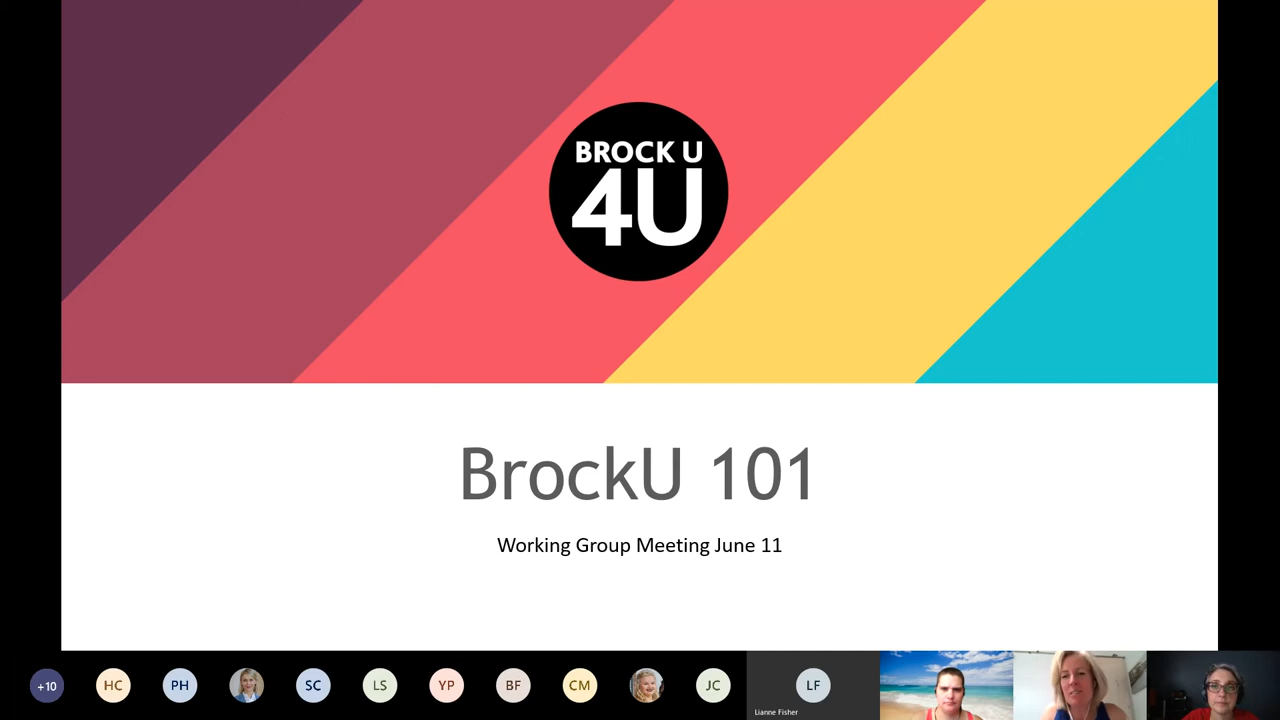 BROCK U
4U
BrockU 101
Working Group Meeting June 11
+10
HC
PH
SC
LS
YP
BF
CM
JC
LF
Lianne Fisher